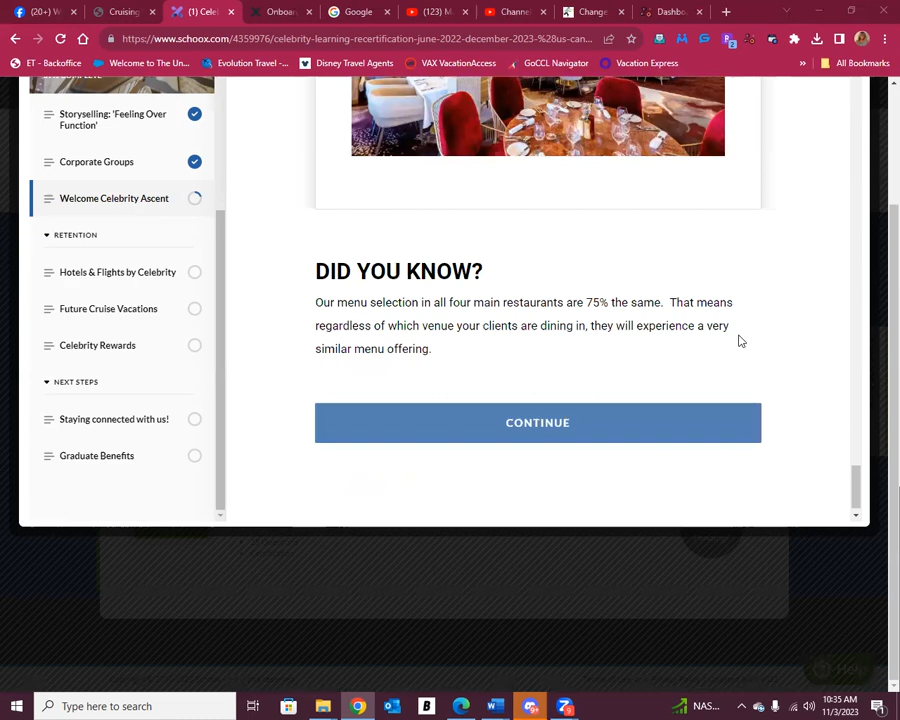 (20+) W
Cruising
(1) Cele
Onboar
Google
(123) M
Channel
Change
Dashbo
https://www.schoox.com/4359976/celebrity-learning-recertification-june-2022-december-2023-%28us-can...
ET - Backoffice
Welcome to The Un...
Evolution Travel -...
Disney Travel Agents
VAX VacationAccess
GoCCL Navigator
Vacation Express
»
All Bookmarks
Storyselling: 'Feeling Over
Function'
Corporate Groups
Welcome Celebrity Ascent
RETENTION
Hotels & Flights by Celebrity
Future Cruise Vacations
Celebrity Rewards
NEXT STEPS
Staying connected with us!
Graduate Benefits
DID YOU KNOW?
Our menu selection in all four main restaurants are 75% the same. That means
regardless of which venue your clients are dining in, they will experience a very
similar menu offering.
CONTINUE
Help
Type here to search
NAS...
10:35 AM
11/3/2023